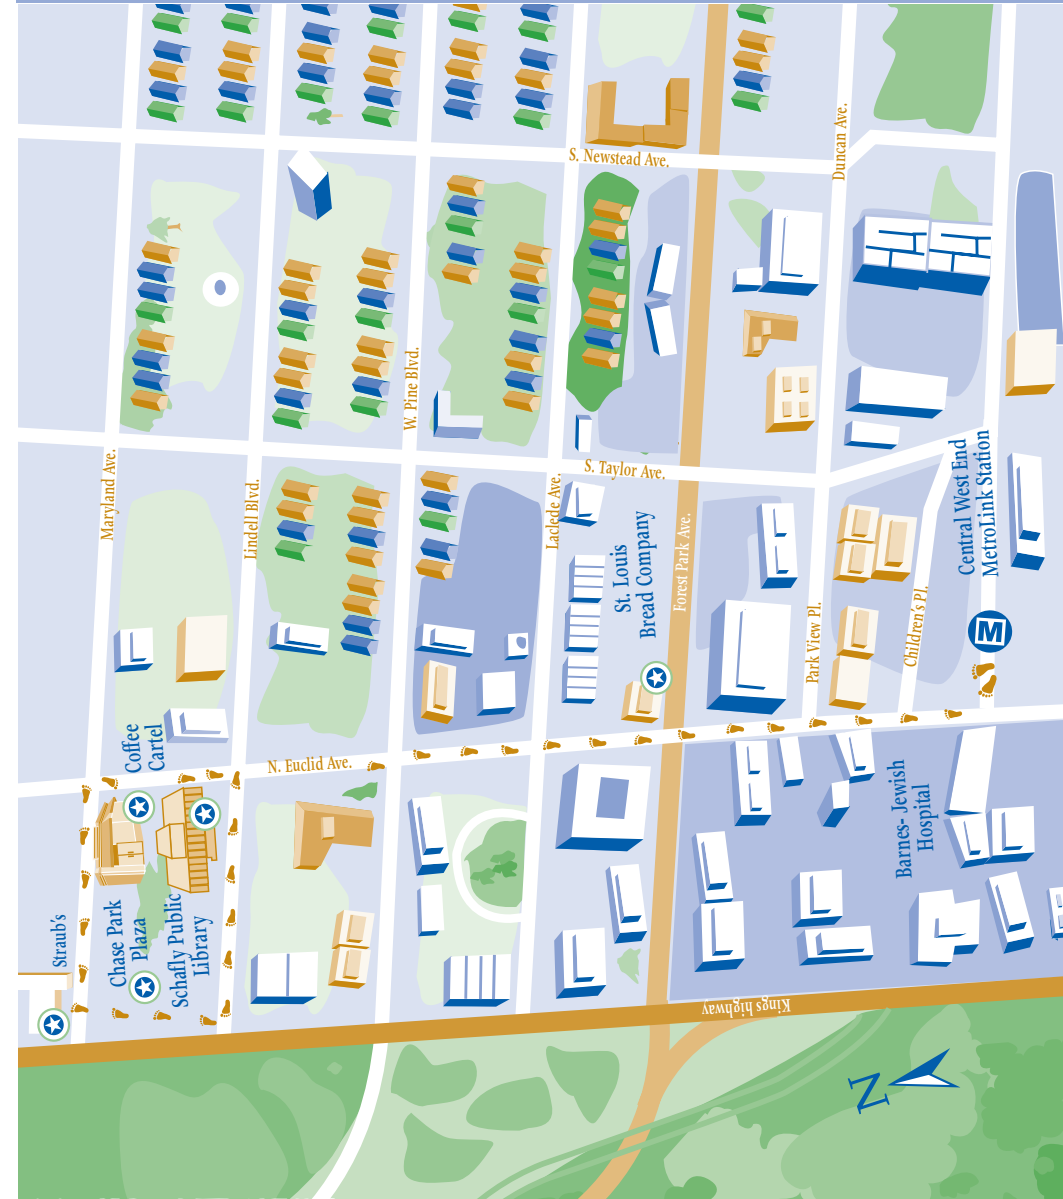 S. Newstead Ave.
Duncan Ave.
W. Pine Blvd.
Maryland Ave.
Lindell Blvd.
Laclede Ave.
S. Taylor Ave.
Forest Park Ave.
St. Louis
Bread Company
Central West End
MetroLink Station
M
Park View Pl.
Children's Pl.
Coffee
Cartel
N. Euclid Ave.
Barnes- Jewish
Hospital
Straub's
Chase Park
Plaza
Schafly Public
Library
Kings highway
N